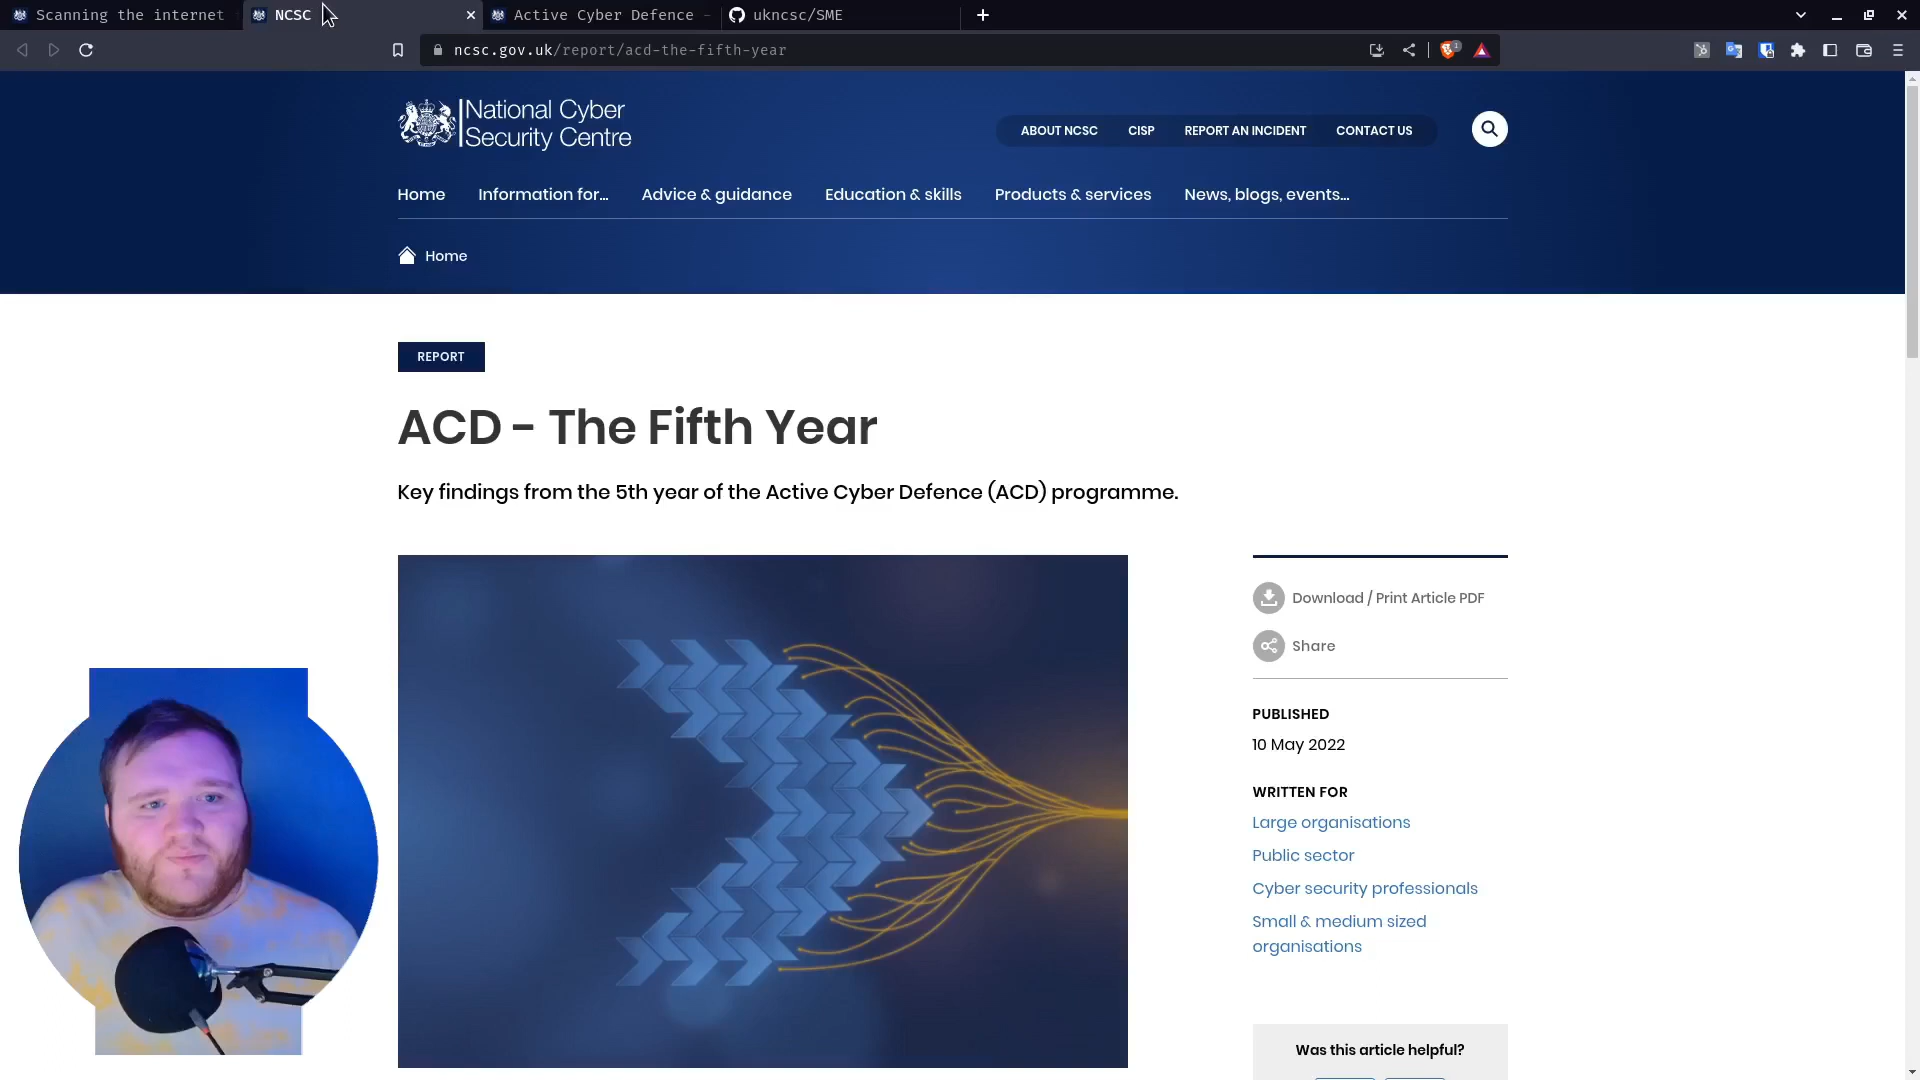 Scanning the internet
NCSC
Active Cyber Defence -
ukncsc/SME
ncsc.gov.uk/report/acd-the-fifth-year
1
National Cyber
Security Centre
ABOUT NCSC
CISP
REPORT AN INCIDENT
CONTACT US
Home
Information for...
Advice & guidance
Education & skills
Products & services
News, blogs, events...
Home
REPORT
ACD - The Fifth Year
Key findings from the 5th year of the Active Cyber Defence (ACD) programme.
Download / Print Article PDF
Share
PUBLISHED
10 May 2022
WRITTEN FOR
Large organisations
Public sector
Cyber security professionals
Small & medium sized
organisations
Was this article helpful?